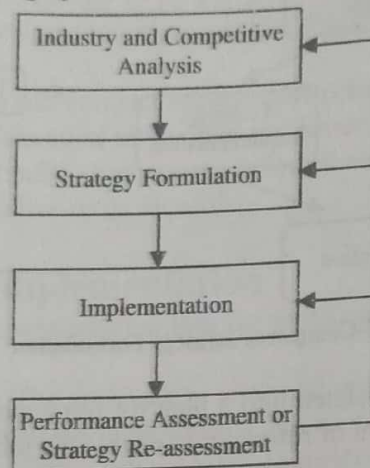 Industry and Competitive
Analysis
Strategy Formulation
Implementation
Performance Assessment or
Strategy Re-assessment